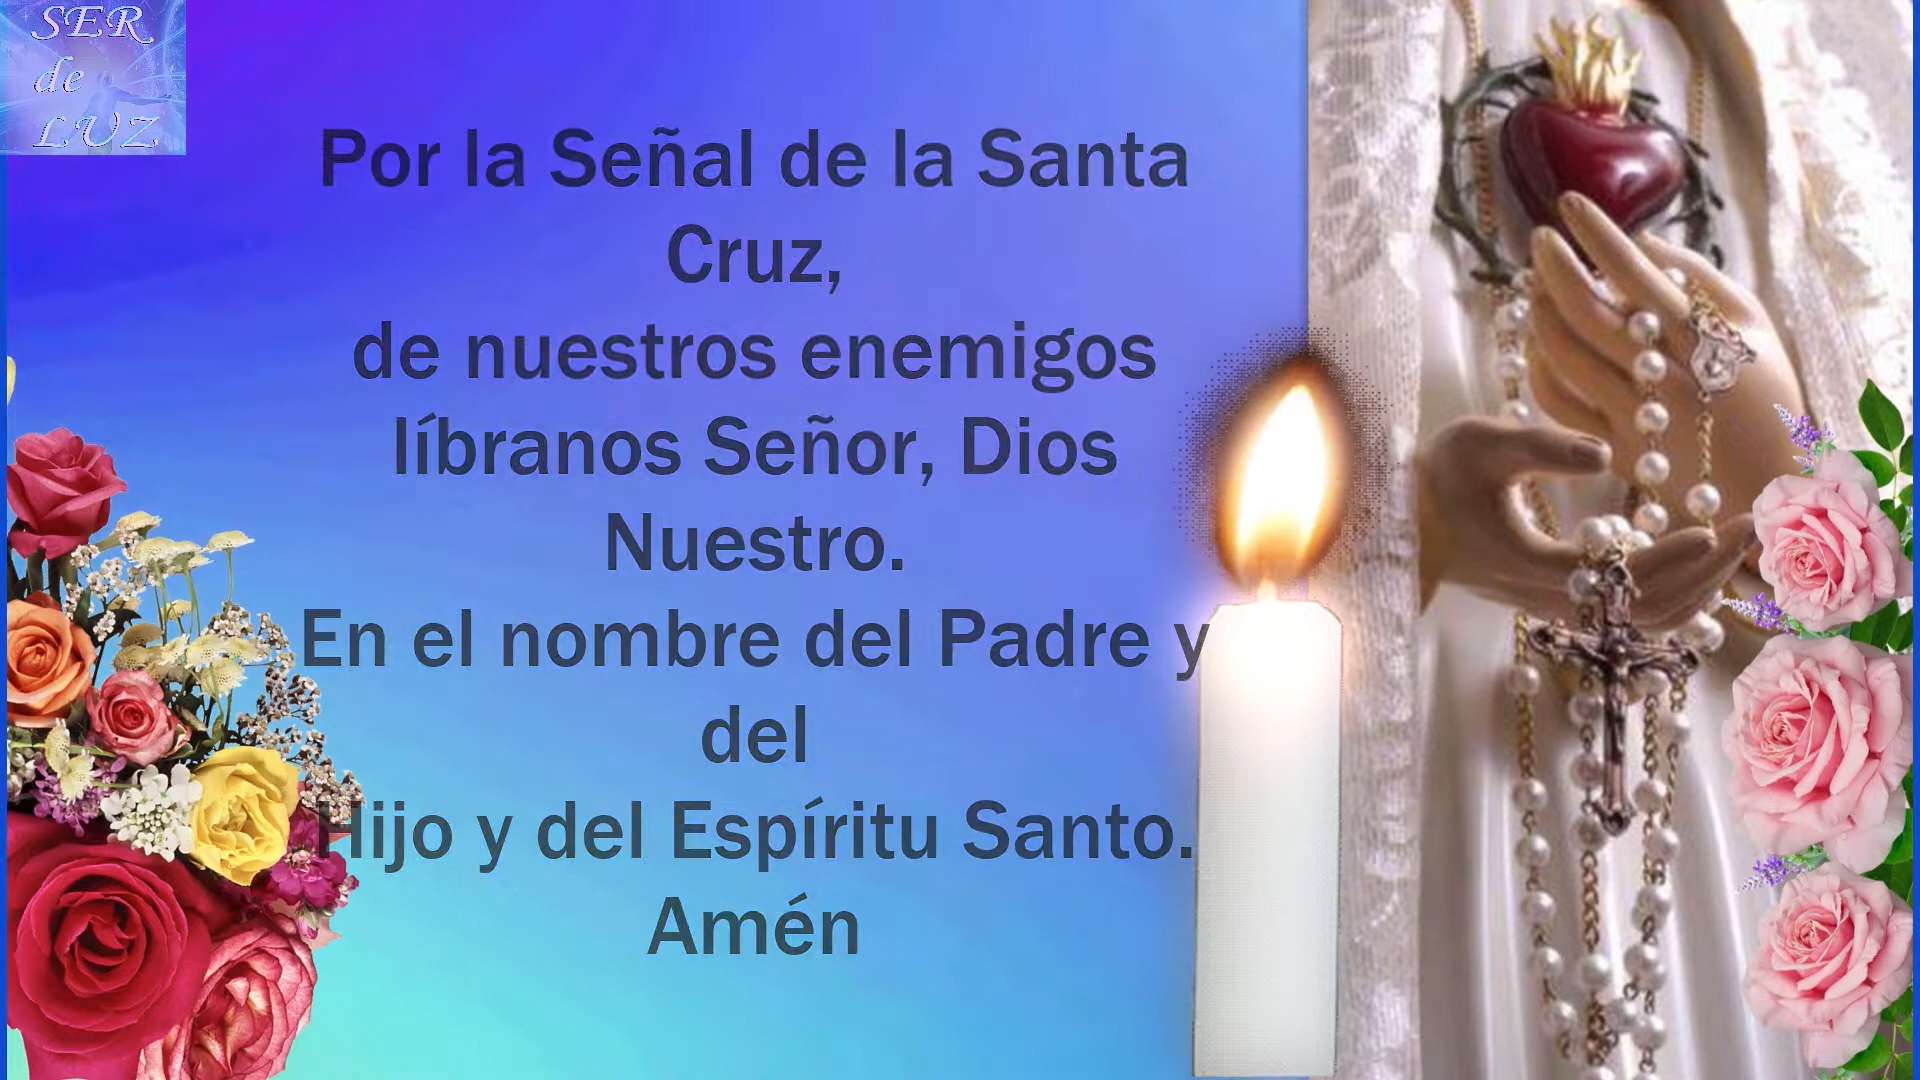 SER
de
LUZ
Por la Señal de la Santa
Cruz,
de nuestros enemigos
líbranos Señor, Dios
Nuestro.
En el nombre del Padre y
del
Hijo y del Espíritu Santo.
Amén